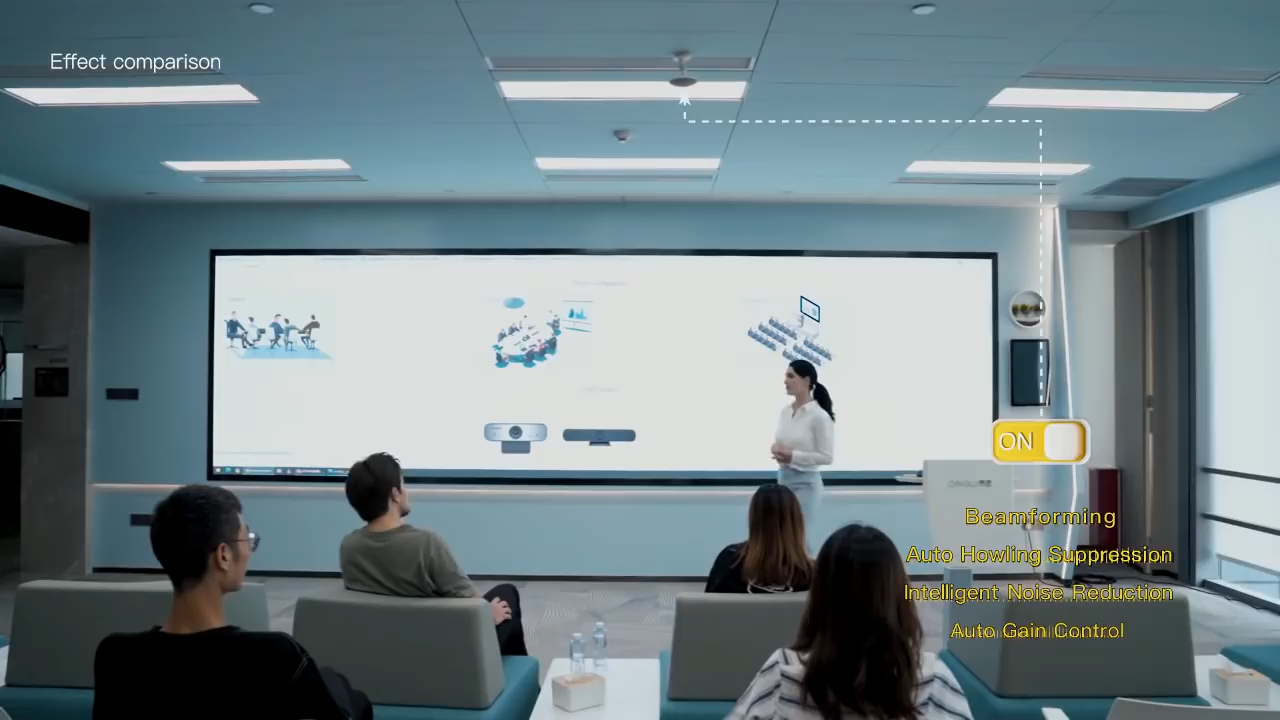 Effect comparison
ON
Beamforming
Auto Howling Suppression
Intelligent Noise Reduction
Auto Gain Control